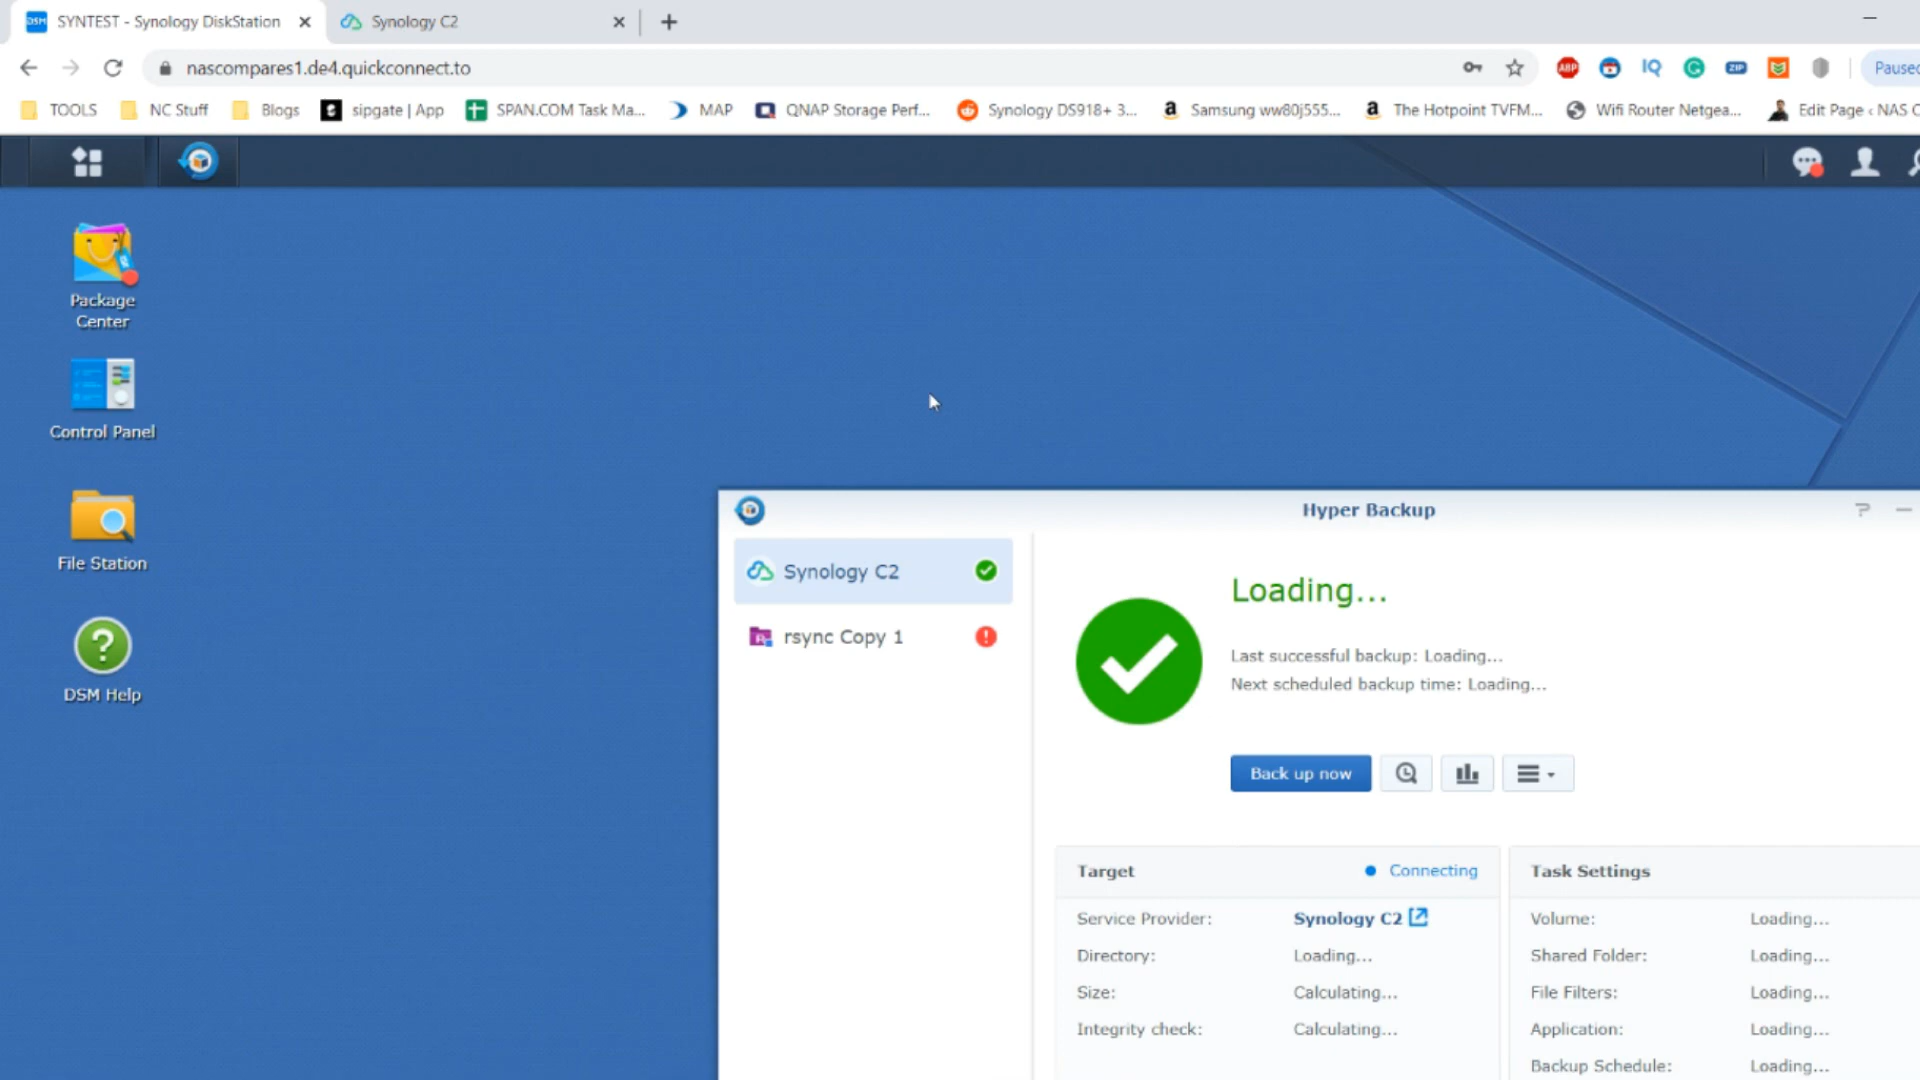 SYNTEST - Synology DiskStation
Synology C2
nascompares1.de4.quickconnect.to
ABP
IQ
ZIP
Paused
TOOLS
NC Stuff
Blogs
sipgate | App
SPAN.COM Task Ma...
MAP
QNAP Storage Perf...
Synology DS918+ 3...
Samsung ww80j555...
The Hotpoint TVFM...
Wifi Router Netgea...
Edit Page ‹ NAS C
Package
Center
Control Panel
File Station
DSM Help
Hyper Backup
Synology C2
rsync Copy 1
Loading...
Last successful backup: Loading...
Next scheduled backup time: Loading...
Back up now
Target
Connecting
Service Provider: Synology C2
Directory: Loading...
Size: Calculating...
Integrity check: Calculating...
Task Settings
Volume: Loading...
Shared Folder: Loading...
File Filters: Loading...
Application: Loading...
Backup Schedule: Loading...